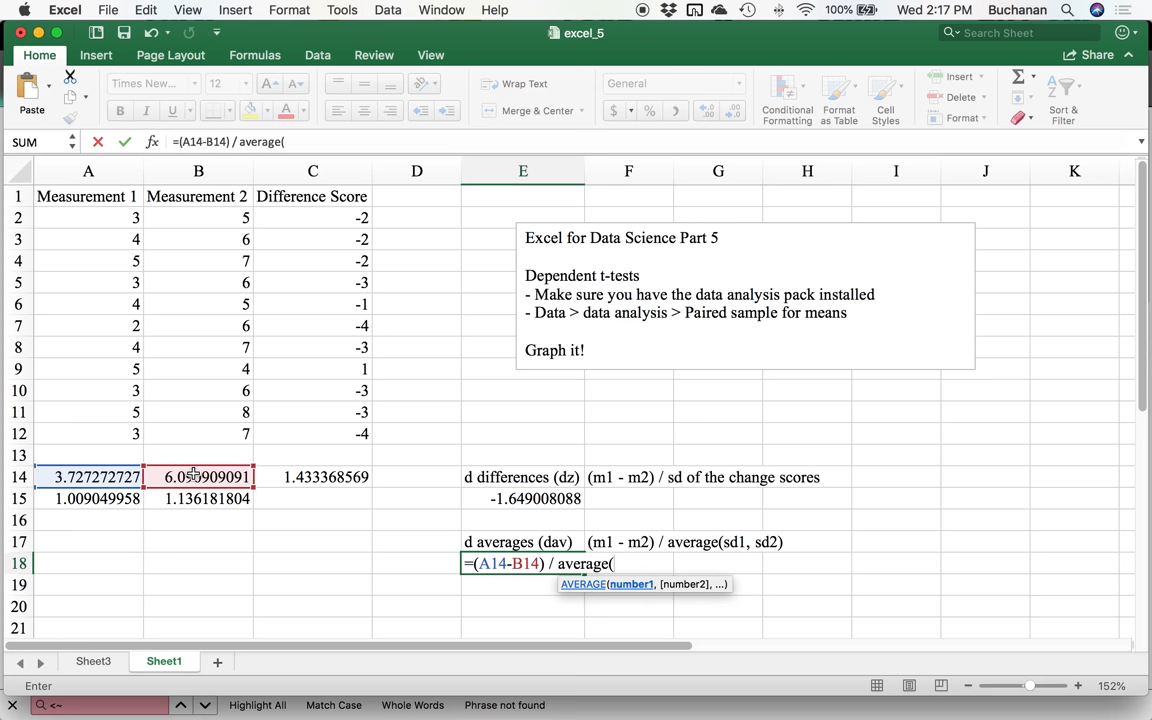 Excel File Edit View Insert Format Tools Data Window Help 100% Wed 2:17 PM Buchanan
excel_5 Search Sheet
Home Insert Page Layout Formulas Data Review View Share
Paste Times New... 12 Wrap Text General Insert
B I U Merge & Center $ % Conditional Formatting Format as Table Cell Styles Delete Format Sort & Filter
SUM fx =(A14-B14) / average(
A B C D E F G H I J K
1 Measurement 1 Measurement 2 Difference Score
2 3 5 -2
3 4 6 -2
4 5 7 -2
5 3 6 -3
6 4 5 -1
7 2 6 -4
8 4 7 -3
9 5 4 1
10 3 6 -3
11 5 8 -3
12 3 7 -4
13
14 3.727272727 1.433368569 d differences (dz) (m1 - m2) / sd of the change scores
15 1.009049958 1.136181804 -1.649008088
16
17 d averages (dav) (m1 - m2) / average(sd1, sd2)
18 =(A14-B14) / average(
19 AVERAGE(number1, [number2], ...)
20
21
Excel for Data Science Part 5
Dependent t-tests
- Make sure you have the data analysis pack installed
- Data > data analysis > Paired sample for means
Graph it!
Sheet3 Sheet1 +
Enter 152%
<~ Highlight All Match Case Whole Words Phrase not found